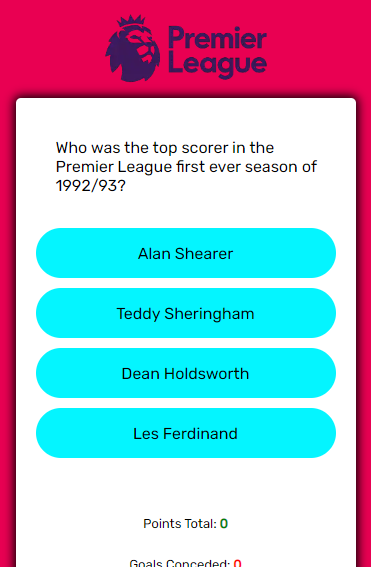 Premier
League
Who was the top scorer in the
Premier League first ever season of
1992/93?
Alan Shearer
Teddy Sheringham
Dean Holdsworth
Les Ferdinand
Points Total: 0
Goals Conceded: 0